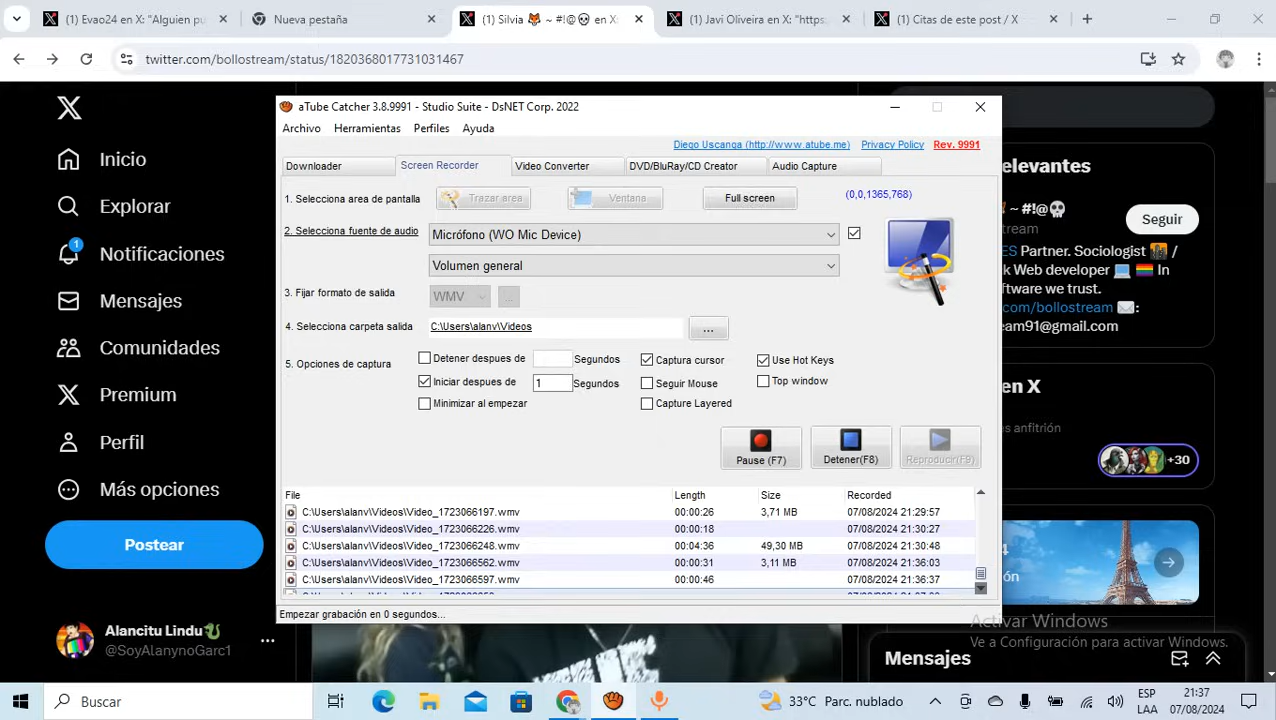 (1) Evao24 en X: "Alguien pu
Nueva pestaña
(1) Silvia 🦊 ~ #!@💀 en X:
(1) Javi Oliveira en X: "https
(1) Citas de este post / X
twitter.com/bollostream/status/1820368017731031467
Inicio
Explorar
1
Notificaciones
Mensajes
Comunidades
Premium
Perfil
Más opciones
Postear
Alancitu Lindu🐉
@SoyAlanynoGarc1
aTube Catcher 3.8.9991 - Studio Suite - DsNET Corp. 2022
Archivo Herramientas Perfiles Ayuda
Diego Uscanga (http://www.atube.me) Privacy Policy Rev. 9991
Downloader Screen Recorder Video Converter DVD/BluRay/CD Creator Audio Capture
1. Selecciona area de pantalla Trazar area Ventana Full screen (0,0,1365,768)
2. Selecciona fuente de audio Micrófono (WO Mic Device)
Volumen general
3. Fijar formato de salida WMV ...
4. Selecciona carpeta salida C:\Users\alanv\Videos ...
5. Opciones de captura Detener despues de Segundos Captura cursor Use Hot Keys
Iniciar despues de 1 Segundos Seguir Mouse Top window
Minimizar al empezar Capture Layered
Pause (F7) Detener(F8) Reproducir(F9)
File Length Size Recorded
C:\Users\alanv\Videos\Video_1723066197.wmv 00:00:26 3,71 MB 07/08/2024 21:29:57
C:\Users\alanv\Videos\Video_1723066226.wmv 00:00:18 07/08/2024 21:30:27
C:\Users\alanv\Videos\Video_1723066248.wmv 00:04:36 49,30 MB 07/08/2024 21:30:48
C:\Users\alanv\Videos\Video_1723066562.wmv 00:00:31 3,11 MB 07/08/2024 21:36:03
C:\Users\alanv\Videos\Video_1723066597.wmv 00:00:46 07/08/2024 21:36:37
Empezar grabación en 0 segundos...
elevantes
~ #!@💀
Seguir
tream
ES Partner. Sociologist /
k Web developer 💻 🏳️‍🌈 In
ftware we trust.
com/bollostream ✉️:
ream91@gmail.com
en X
es anfitrión
+30
4
ón
Activar Windows
Ve a Configuración para activar Windows.
Mensajes
Buscar
33°C Parc. nublado
ESP
LAA
21:37
07/08/2024